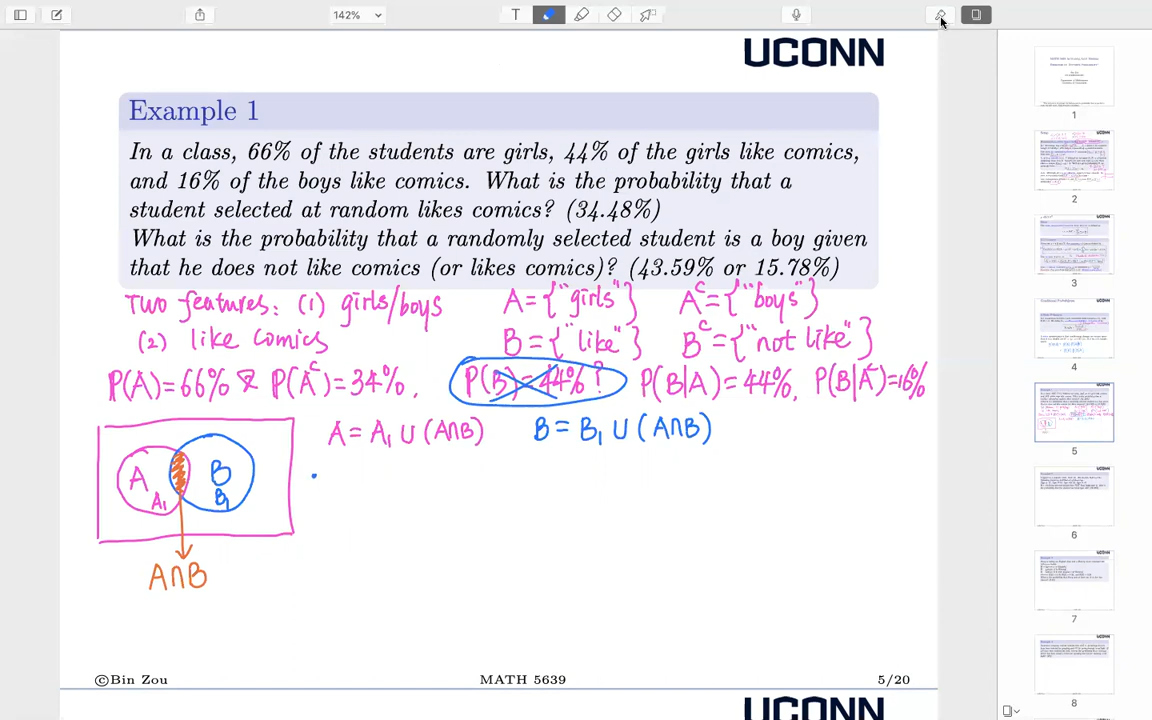 142%
T
UCONN
Example 1
In a class, 66% of the students are girls, 44% of the girls like comics,
and 16% of the boys like comics. What is the probability that a
student selected at random likes comics? (34.48%)
What is the probability that a randomly selected student is a boy given
that he does not like comics (or likes comics)? (43.59% or 15.78%)
Two features: (1) girls/boys A = {"girls"} Aᶜ = {"boys"}
(2) like comics B = {"like"} Bᶜ = {"not like"}
P(A) = 66% & P(Aᶜ) = 34%, P(B) = 44% ? P(B|A) = 44%, P(B|Aᶜ) = 16%
A = A₁ ∪ (A∩B) B = B₁ ∪ (A∩B)
A B
A₁ B₁
A∩B
©Bin Zou MATH 5639 5/20
UCONN
1
2
3
4
5
6
7
8